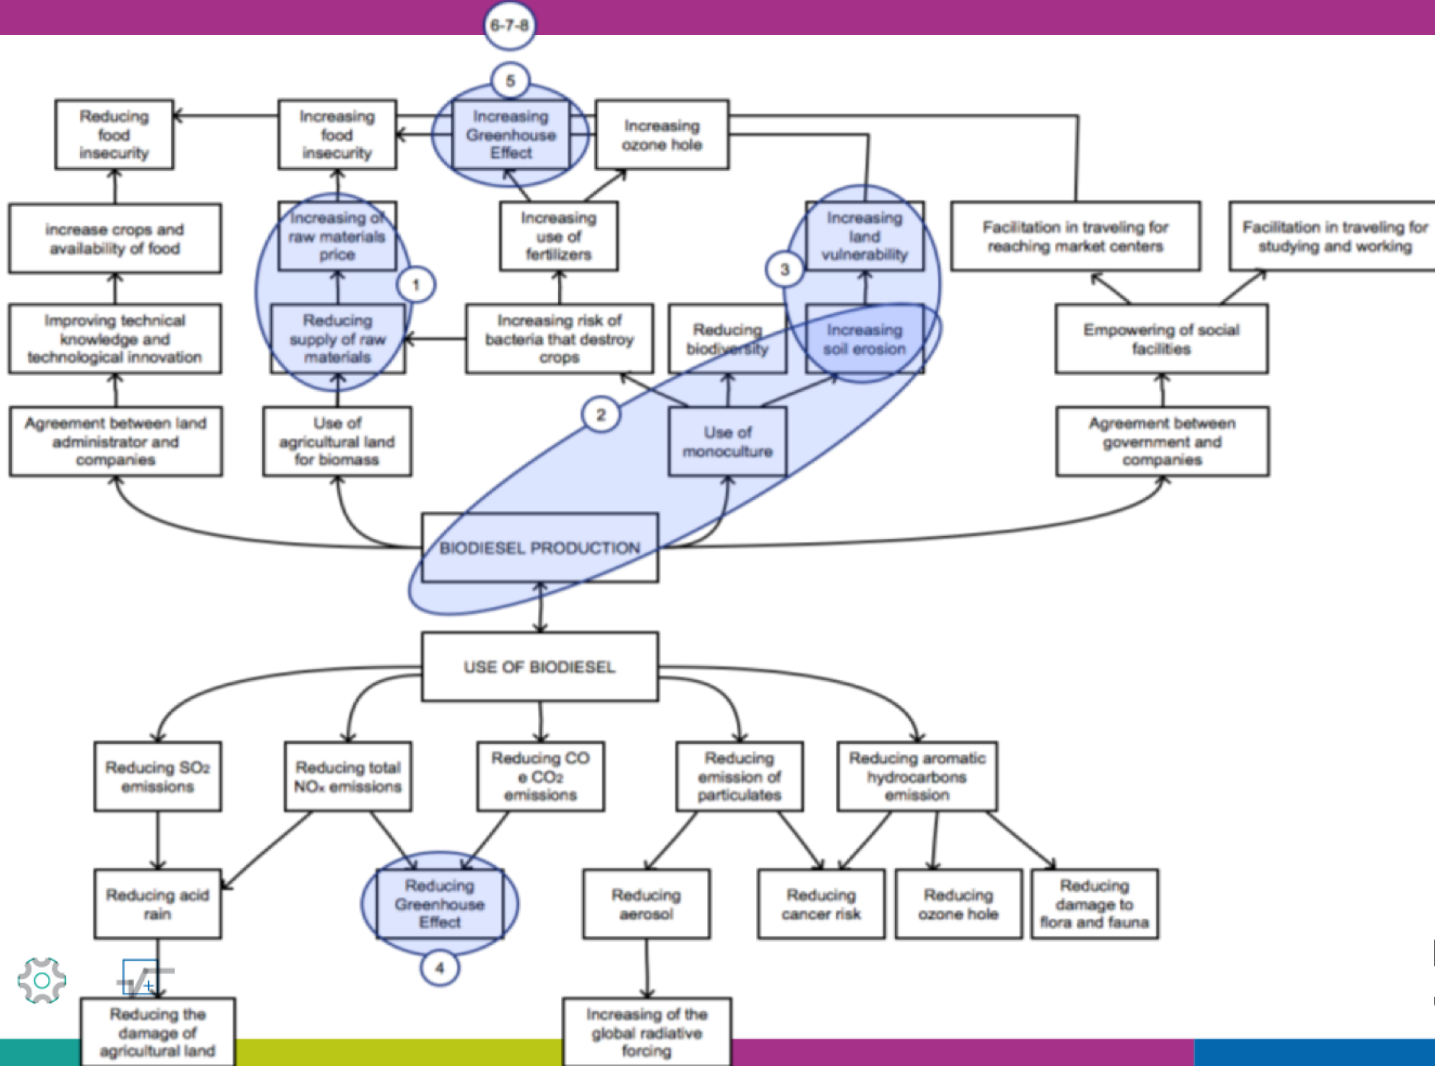 6-7-8
5
Reducing
food
insecurity
Increasing
food
insecurity
Increasing
Greenhouse
Effect
Increasing
ozone hole
increase crops and
availability of food
Increasing of
raw materials
price
Increasing
use of
fertilizers
Increasing
land
vulnerability
Facilitation in traveling for
reaching market centers
Facilitation in traveling for
studying and working
1
3
Improving technical
knowledge and
technological innovation
Reducing
supply of raw
materials
Increasing risk of
bacteria that destroy
crops
Reducing
biodiversity
Increasing
soil erosion
Empowering of social
facilities
2
Agreement between land
administrator and
companies
Use of
agricultural land
for biomass
Use of
monoculture
Agreement between
government and
companies
BIODIESEL PRODUCTION
USE OF BIODIESEL
Reducing SO₂
emissions
Reducing total
NOₓ emissions
Reducing CO
e CO₂
emissions
Reducing
emission of
particulates
Reducing aromatic
hydrocarbons
emission
Reducing acid
rain
Reducing
Greenhouse
Effect
Reducing
aerosol
Reducing
cancer risk
Reducing
ozone hole
Reducing
damage to
flora and fauna
4
Reducing the
damage of
agricultural land
Increasing of the
global radiative
forcing